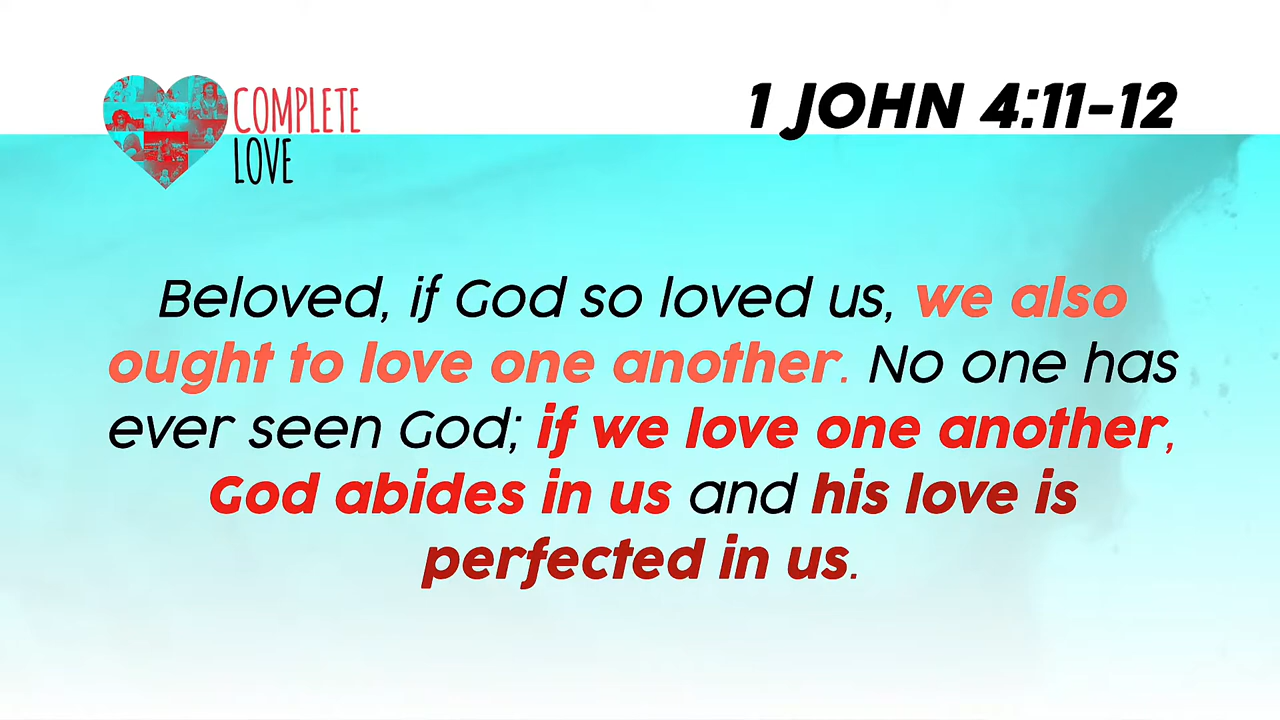 COMPLETE
LOVE
1 JOHN 4:11-12
Beloved, if God so loved us, we also
ought to love one another. No one has
ever seen God; if we love one another,
God abides in us and his love is
perfected in us.